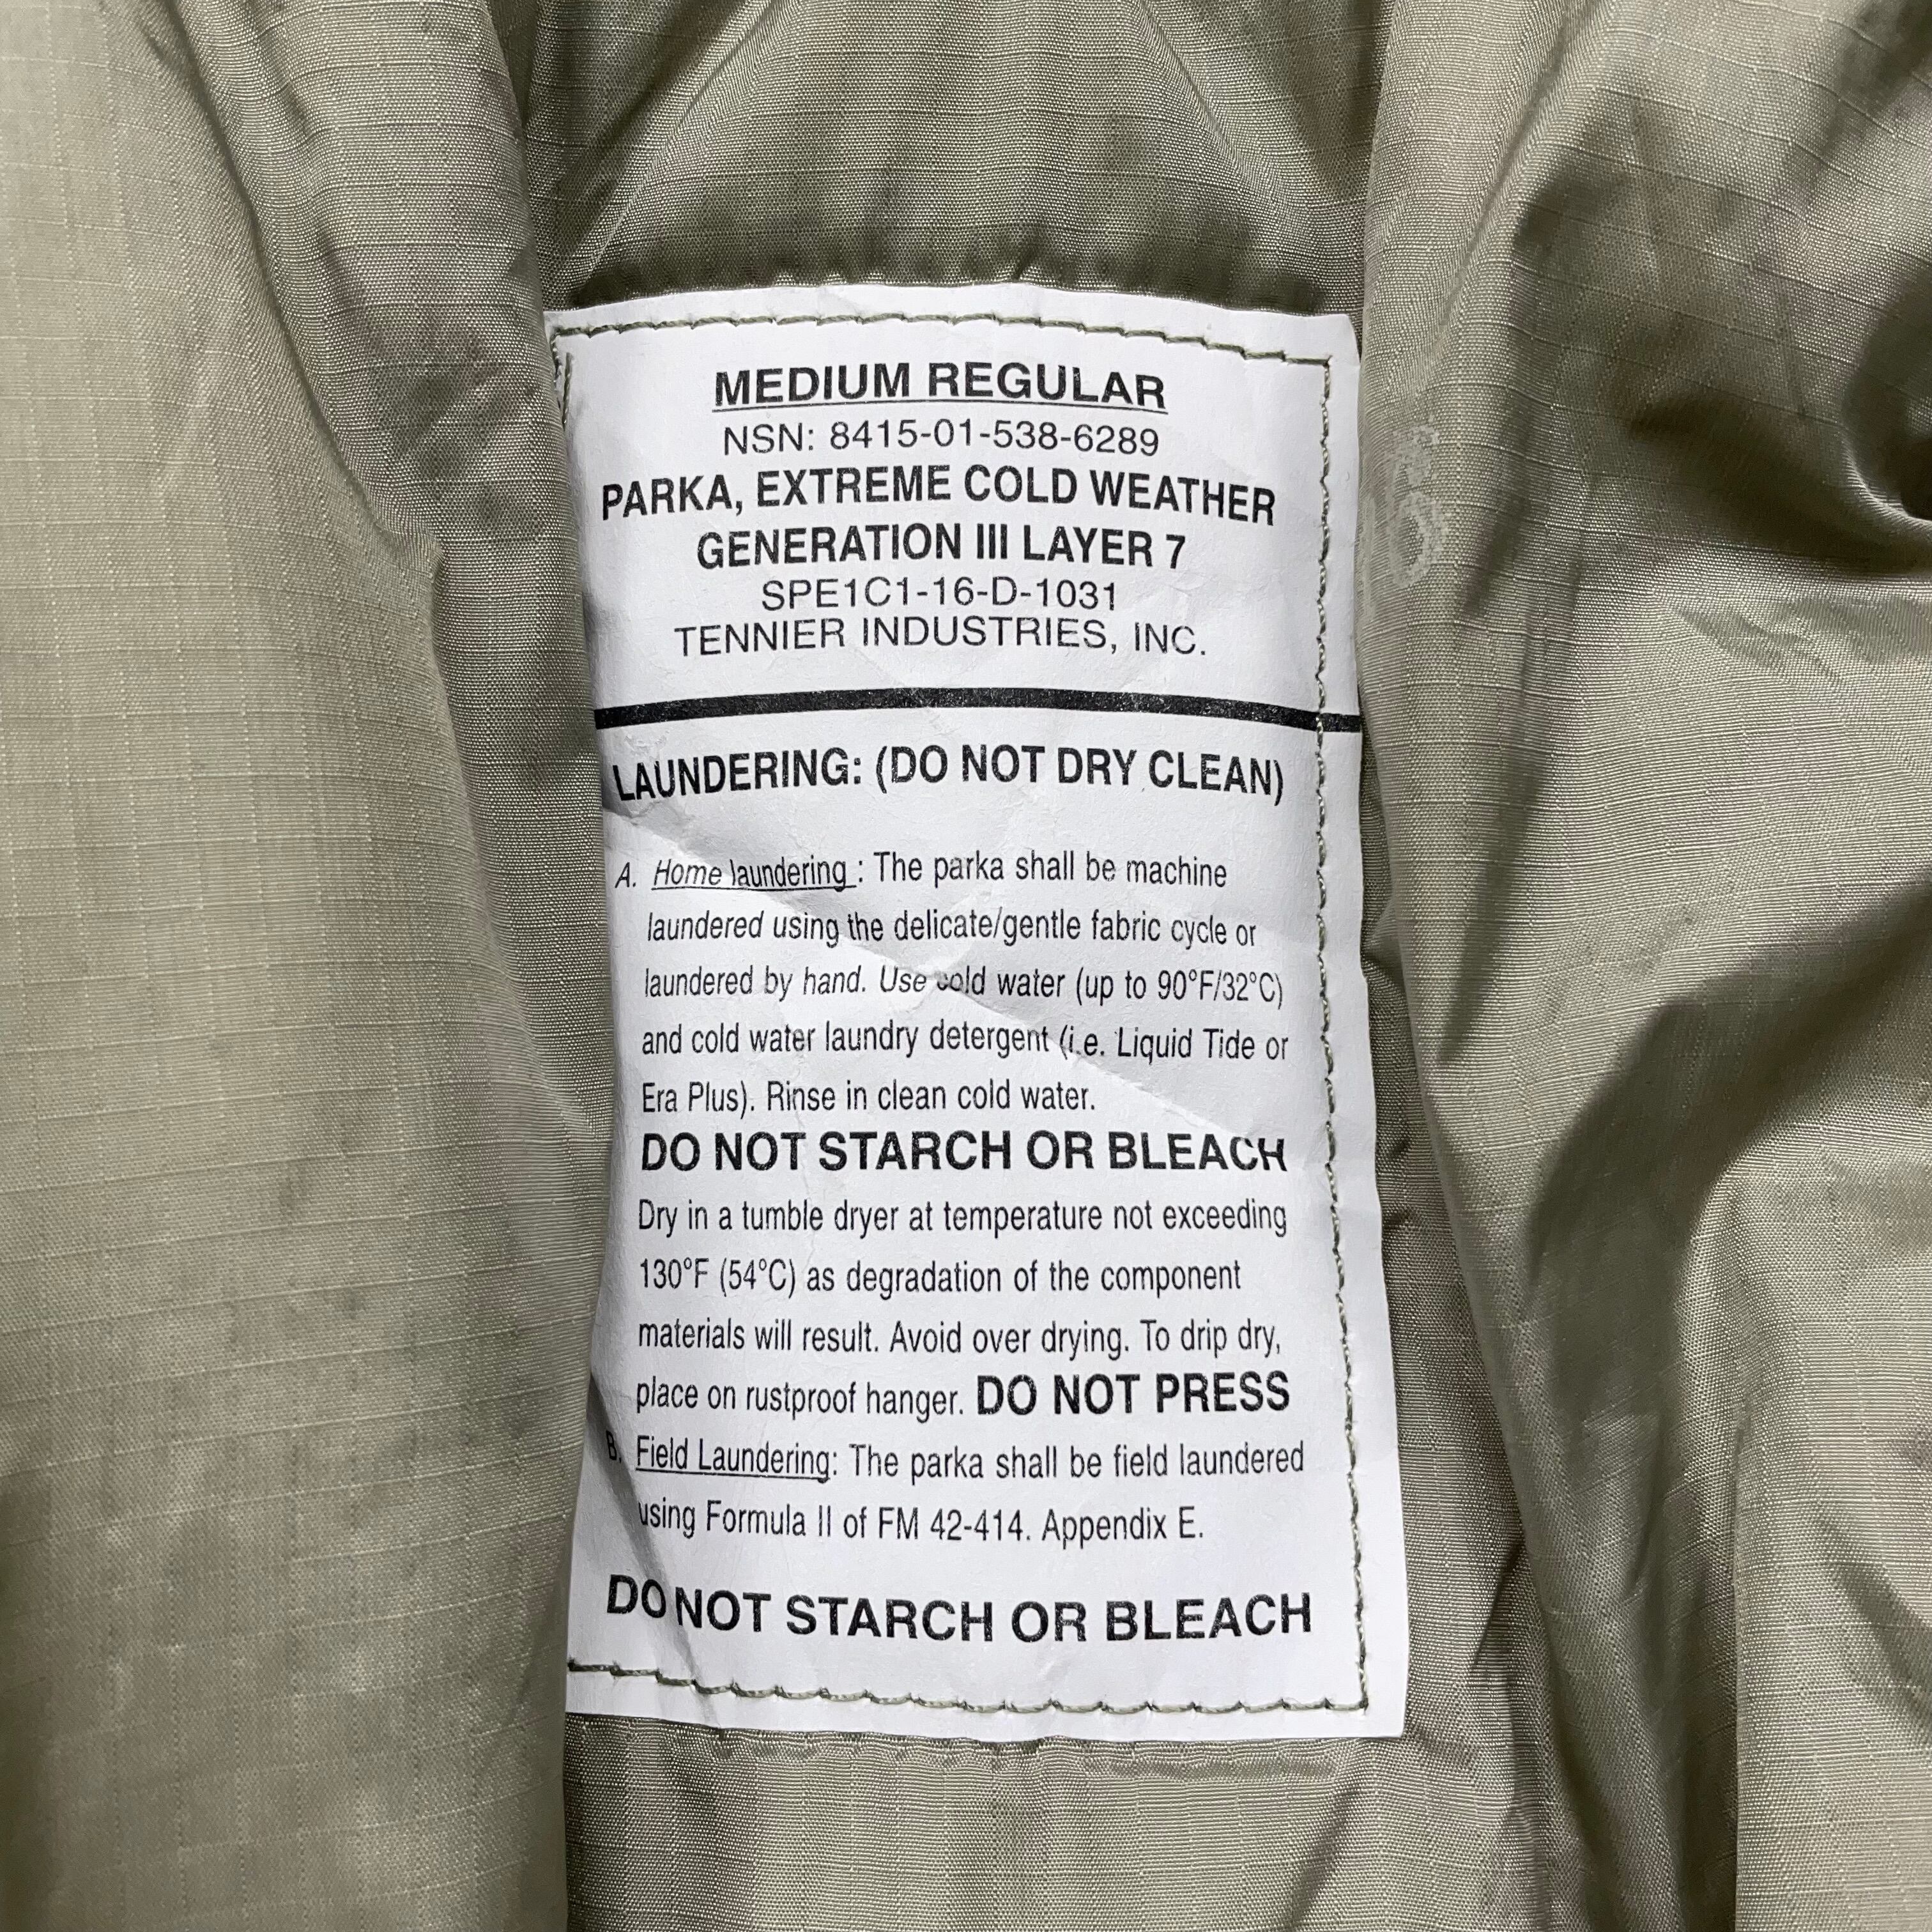 MEDIUM REGULAR
NSN: 8415-01-538-6289
PARKA, EXTREME COLD WEATHER
GENERATION III LAYER 7
SPE1C1-16-D-1031
TENNIER INDUSTRIES, INC.
LAUNDERING: (DO NOT DRY CLEAN)
A. Home laundering : The parka shall be machine
laundered using the delicate/gentle fabric cycle or
laundered by hand. Use cold water (up to 90°F/32°C)
and cold water laundry detergent (i.e. Liquid Tide or
Era Plus). Rinse in clean cold water.
DO NOT STARCH OR BLEACH
Dry in a tumble dryer at temperature not exceeding
130°F (54°C) as degradation of the component
materials will result. Avoid over drying. To drip dry,
place on rustproof hanger. DO NOT PRESS
B. Field Laundering: The parka shall be field laundered
using Formula II of FM 42-414. Appendix E.
DO NOT STARCH OR BLEACH